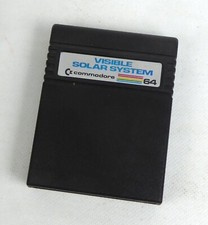 VISIBLE
SOLAR SYSTEM
commodore 64